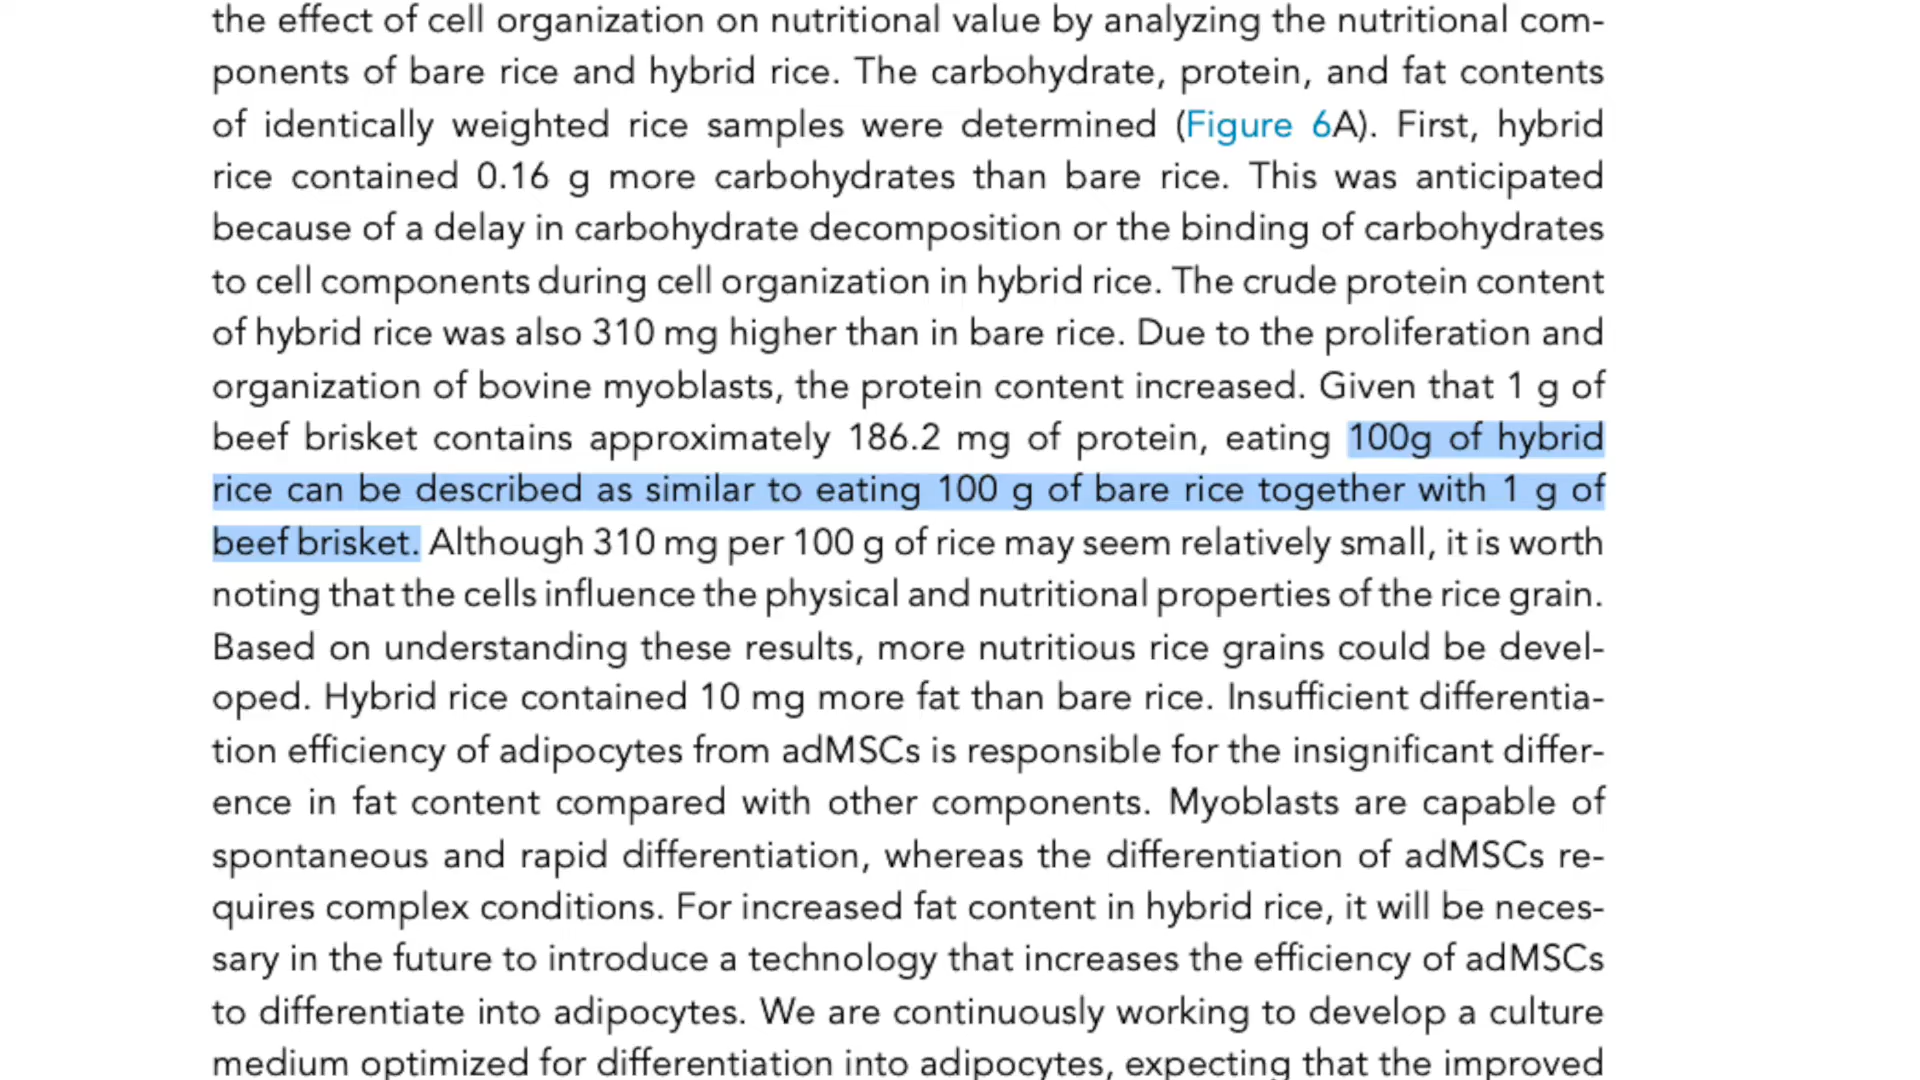 the effect of cell organization on nutritional value by analyzing the nutritional com-
ponents of bare rice and hybrid rice. The carbohydrate, protein, and fat contents
of identically weighted rice samples were determined (Figure 6A). First, hybrid
rice contained 0.16 g more carbohydrates than bare rice. This was anticipated
because of a delay in carbohydrate decomposition or the binding of carbohydrates
to cell components during cell organization in hybrid rice. The crude protein content
of hybrid rice was also 310 mg higher than in bare rice. Due to the proliferation and
organization of bovine myoblasts, the protein content increased. Given that 1 g of
beef brisket contains approximately 186.2 mg of protein, eating 100g of hybrid
rice can be described as similar to eating 100 g of bare rice together with 1 g of
beef brisket. Although 310 mg per 100 g of rice may seem relatively small, it is worth
noting that the cells influence the physical and nutritional properties of the rice grain.
Based on understanding these results, more nutritious rice grains could be devel-
oped. Hybrid rice contained 10 mg more fat than bare rice. Insufficient differentia-
tion efficiency of adipocytes from adMSCs is responsible for the insignificant differ-
ence in fat content compared with other components. Myoblasts are capable of
spontaneous and rapid differentiation, whereas the differentiation of adMSCs re-
quires complex conditions. For increased fat content in hybrid rice, it will be neces-
sary in the future to introduce a technology that increases the efficiency of adMSCs
to differentiate into adipocytes. We are continuously working to develop a culture
medium optimized for differentiation into adipocytes, expecting that the improved